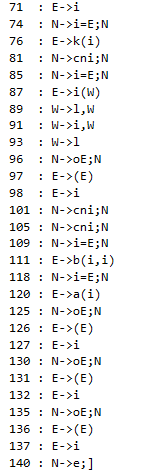 71 : E->i
74 : N->i=E;N
76 : E->k(i)
81 : N->cni;N
85 : N->i=E;N
87 : E->i(W)
89 : W->l,W
91 : W->i,W
93 : W->l
96 : N->oE;N
97 : E->(E)
98 : E->i
101 : N->cni;N
105 : N->cni;N
109 : N->i=E;N
111 : E->b(i,i)
118 : N->i=E;N
120 : E->a(i)
125 : N->oE;N
126 : E->(E)
127 : E->i
130 : N->oE;N
131 : E->(E)
132 : E->i
135 : N->oE;N
136 : E->(E)
137 : E->i
140 : N->e;]